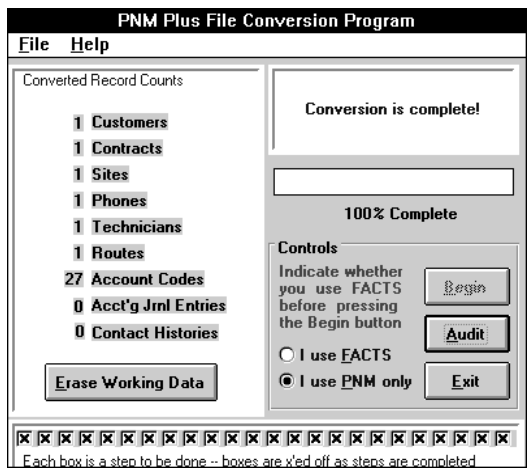 PNM Plus File Conversion Program
File Help
Converted Record Counts
1 Customers
1 Contracts
1 Sites
1 Phones
1 Technicians
1 Routes
27 Account Codes
0 Acct'g Jrnl Entries
0 Contact Histories
Erase Working Data
Conversion is complete!
100% Complete
Controls
Indicate whether
you use FACTS
before pressing
the Begin button
I use FACTS
I use PNM only
Begin
Audit
Exit
Each box is a step to be done -- boxes are x'ed off as steps are completed